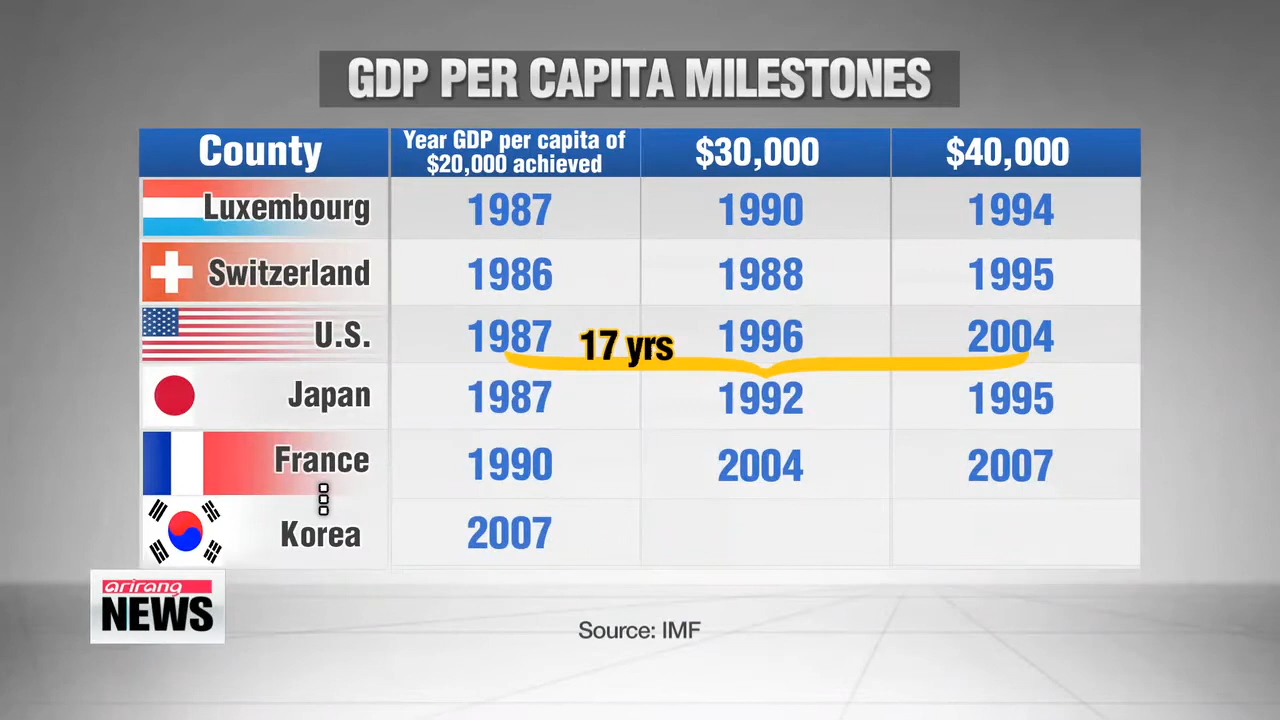 GDP PER CAPITA MILESTONES
County
Year GDP per capita of
$20,000 achieved
$30,000
$40,000
Luxembourg 1987 1990 1994
Switzerland 1986 1988 1995
U.S. 1987 1996 2004
17 yrs
Japan 1987 1992 1995
France 1990 2004 2007
Korea 2007
arirang
NEWS
Source: IMF